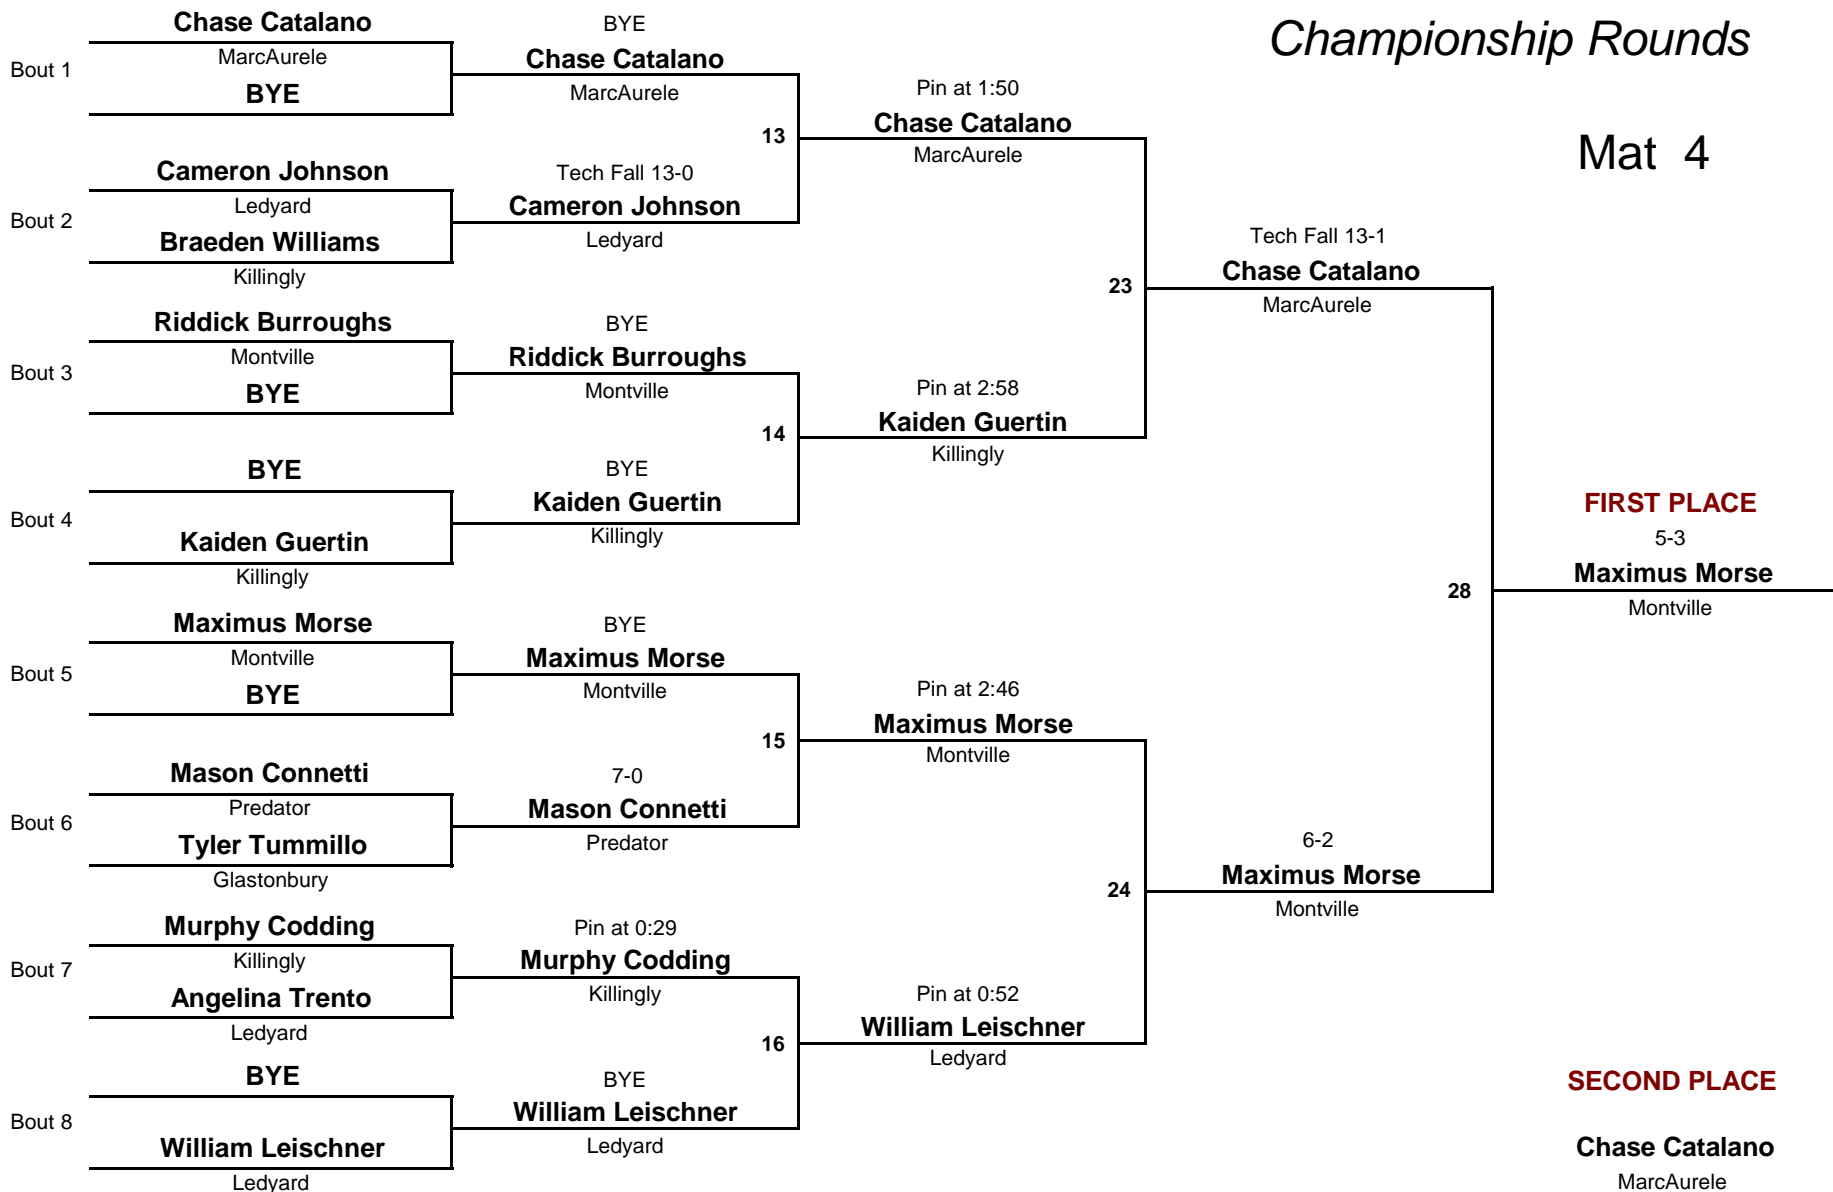 Championship Rounds
Mat 4
Bout 1
Chase Catalano
MarcAurele
BYE
Bout 2
Cameron Johnson
Ledyard
Braeden Williams
Killingly
Bout 3
Riddick Burroughs
Montville
BYE
Bout 4
BYE
Kaiden Guertin
Killingly
Bout 5
Maximus Morse
Montville
BYE
Bout 6
Mason Connetti
Predator
Tyler Tummillo
Glastonbury
Bout 7
Murphy Codding
Killingly
Angelina Trento
Ledyard
Bout 8
BYE
William Leischner
Ledyard
BYE
Chase Catalano
MarcAurele
13
Tech Fall 13-0
Cameron Johnson
Ledyard
BYE
Riddick Burroughs
Montville
14
BYE
Kaiden Guertin
Killingly
BYE
Maximus Morse
Montville
15
7-0
Mason Connetti
Predator
Pin at 0:29
Murphy Codding
Killingly
16
BYE
William Leischner
Ledyard
Pin at 1:50
Chase Catalano
MarcAurele
23
Pin at 2:58
Kaiden Guertin
Killingly
Pin at 2:46
Maximus Morse
Montville
24
Pin at 0:52
William Leischner
Ledyard
Tech Fall 13-1
Chase Catalano
MarcAurele
28
6-2
Maximus Morse
Montville
FIRST PLACE
5-3
Maximus Morse
Montville
SECOND PLACE
Chase Catalano
MarcAurele